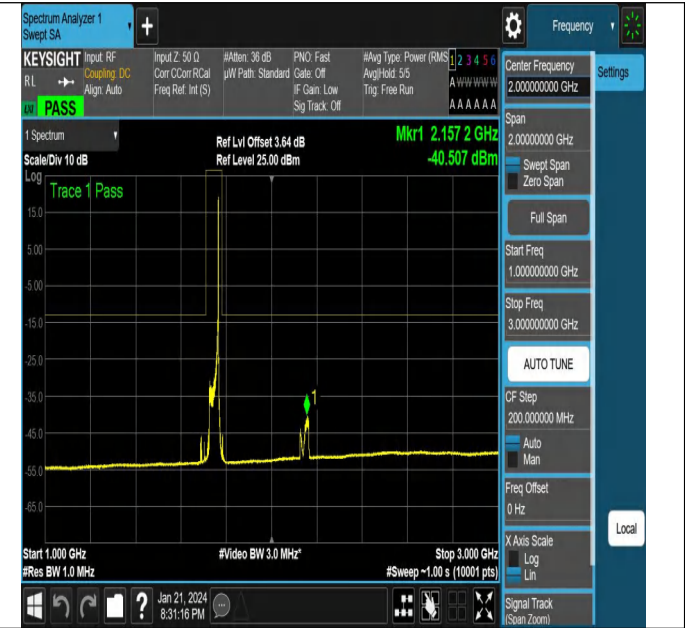 Spectrum Analyzer 1
Swept SA
+
Frequency
KEYSIGHT
RL
Input: RF
Coupling: DC
Align: Auto
Input Z: 50 Ω
Corr CCorr RCal
Freq Ref: Int (S)
#Atten: 36 dB
µW Path: Standard
PNO: Fast
Gate: Off
IF Gain: Low
Sig Track: Off
#Avg Type: Power (RMS
Avg|Hold: 5/5
Trig: Free Run
1 2 3 4 5 6
A W W W W W
A A A A A A
LXI
PASS
1 Spectrum
Scale/Div 10 dB
Ref Lvl Offset 3.64 dB
Ref Level 25.00 dBm
Mkr1 2.157 2 GHz
-40.507 dBm
Log
Trace 1 Pass
15.0
5.00
-5.00
-15.0
-25.0
-35.0
-45.0
-55.0
-65.0
1
Start 1.000 GHz
#Res BW 1.0 MHz
#Video BW 3.0 MHz*
Stop 3.000 GHz
#Sweep ~1.00 s (10001 pts)
Center Frequency
2.000000000 GHz
Settings
Span
2.00000000 GHz
Swept Span
Zero Span
Full Span
Start Freq
1.000000000 GHz
Stop Freq
3.000000000 GHz
AUTO TUNE
CF Step
200.000000 MHz
Auto
Man
Freq Offset
0 Hz
X Axis Scale
Log
Lin
Local
Signal Track
(Span Zoom)
?
Jan 21, 2024
8:31:16 PM